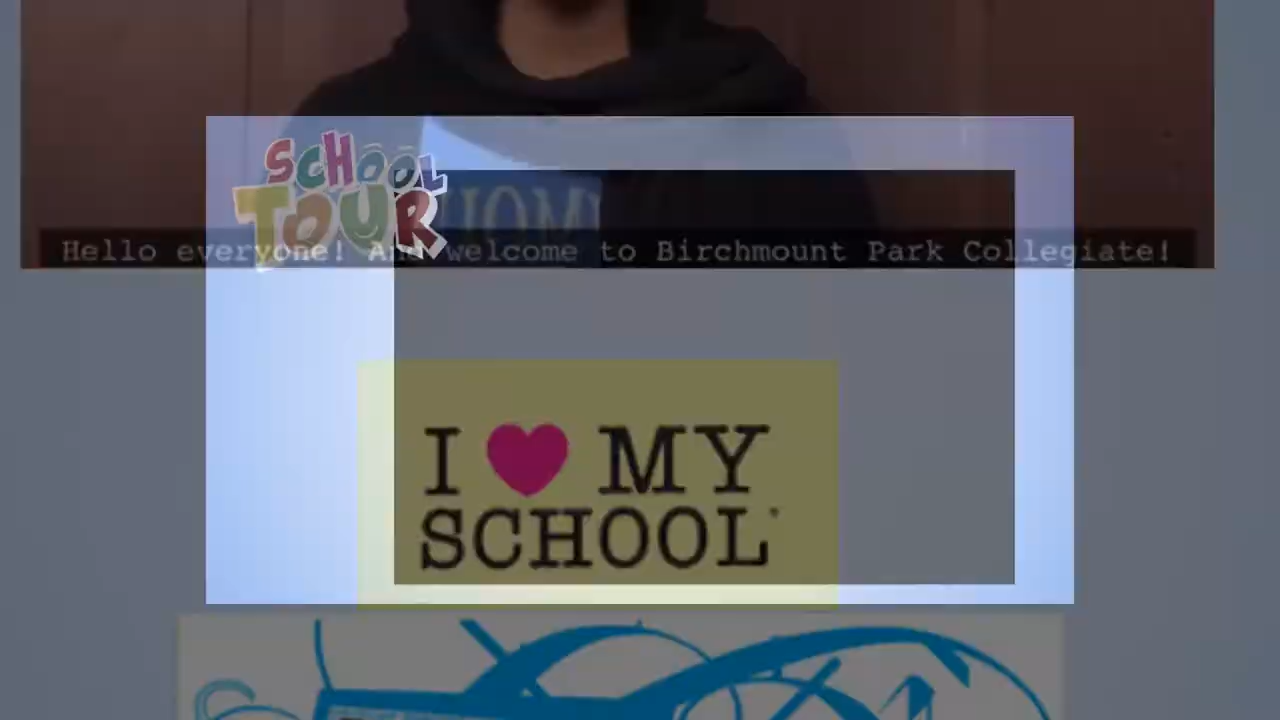 SCHOOL
TOUR
Hello everyone! And welcome to Birchmount Park Collegiate!
I ♥ MY
SCHOOL